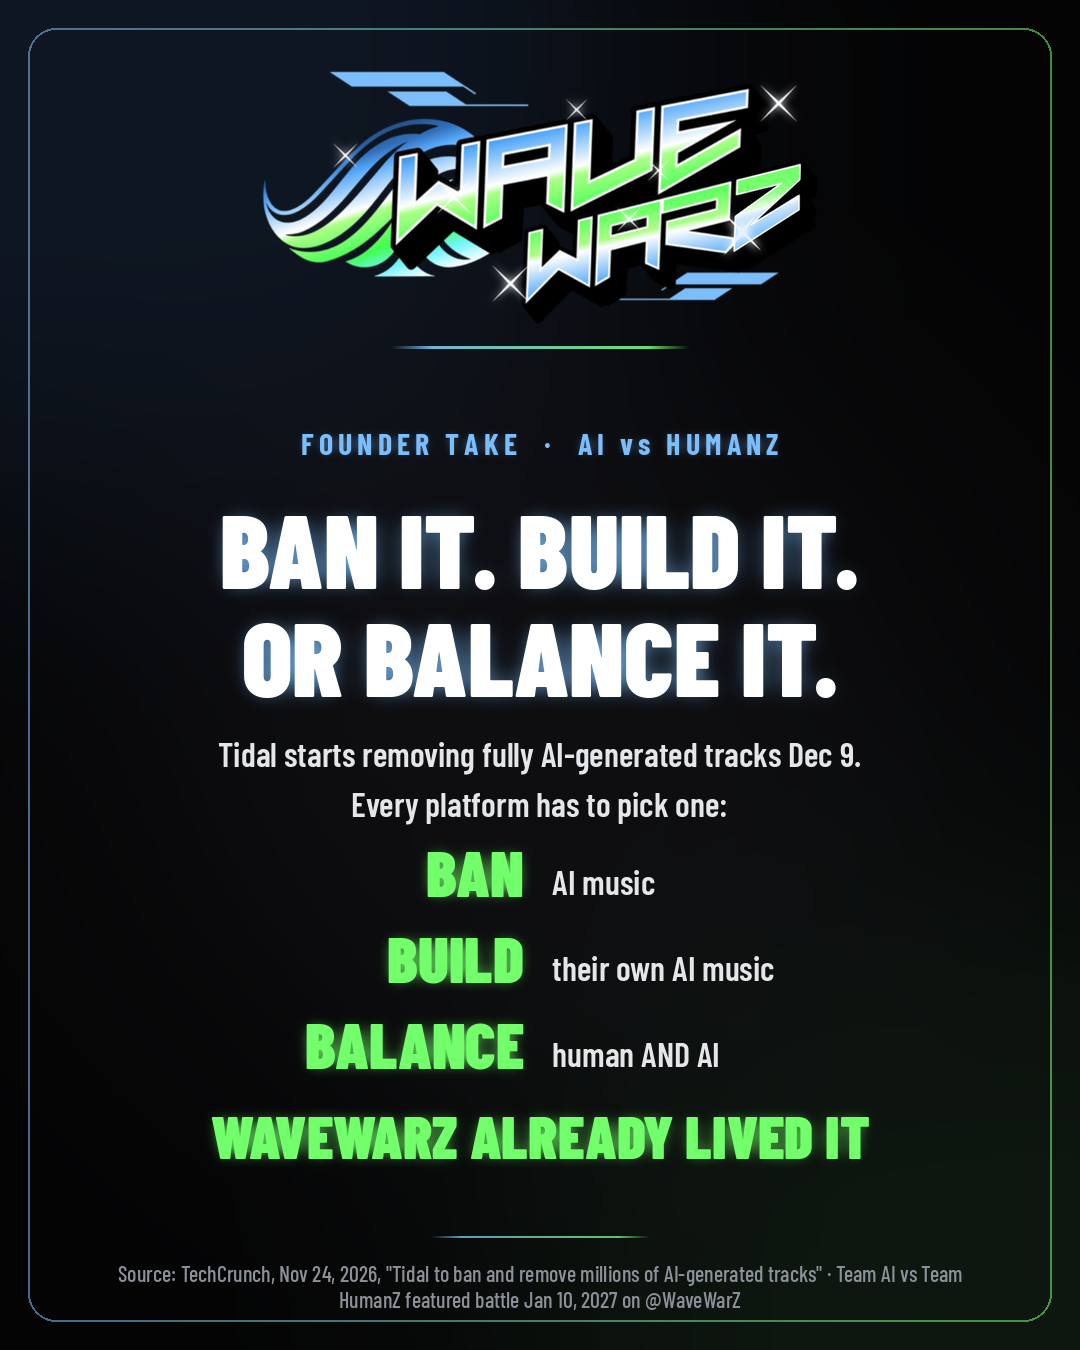 WAVE
WARZ
FOUNDER TAKE · AI vs HUMANZ
BAN IT. BUILD IT.
OR BALANCE IT.
Tidal starts removing fully AI-generated tracks Dec 9.
Every platform has to pick one:
BAN AI music
BUILD their own AI music
BALANCE human AND AI
WAVEWARZ ALREADY LIVED IT
Source: TechCrunch, Nov 24, 2026, "Tidal to ban and remove millions of AI-generated tracks" · Team AI vs Team
HumanZ featured battle Jan 10, 2027 on @WaveWarZ